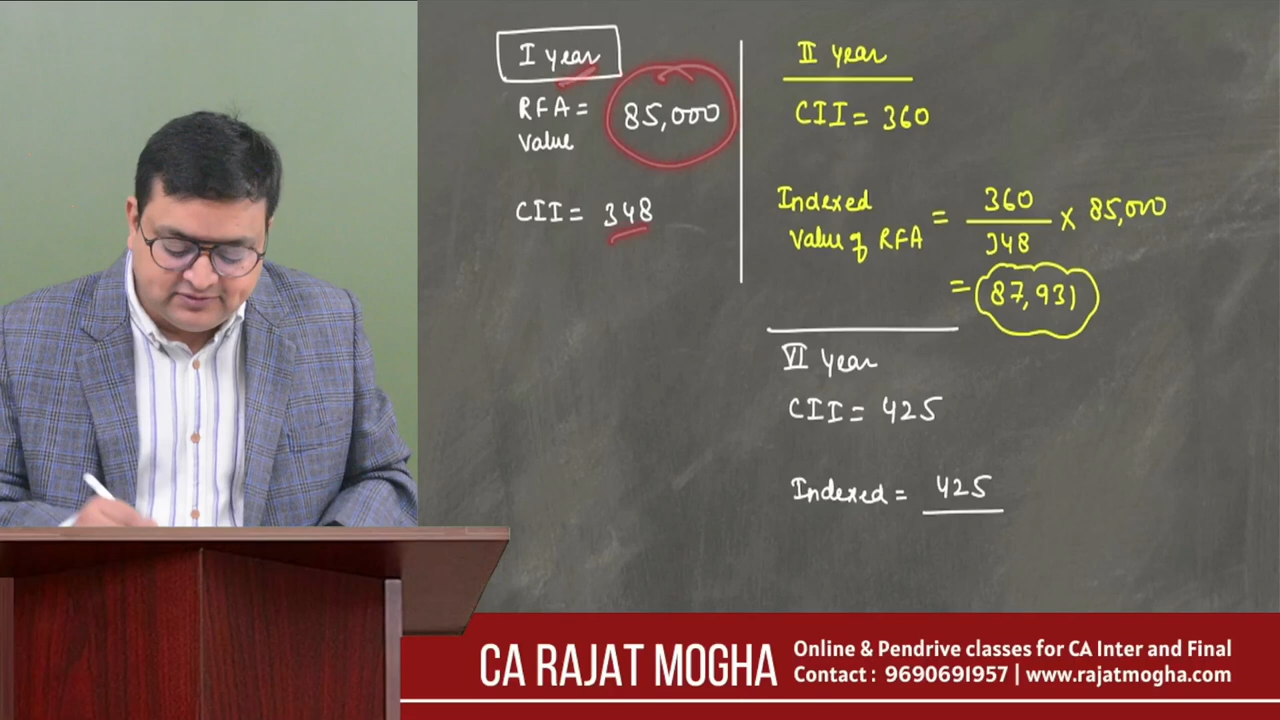 I year
RFA = 85,000
Value
CII = 348
II year
CII = 360
Indexed Value of RFA = 360/348 × 85,000
= 87,931
VI year
CII = 425
Indexed = 425
CA RAJAT MOGHA
Online & Pendrive classes for CA Inter and Final
Contact : 9690691957 | www.rajatmogha.com